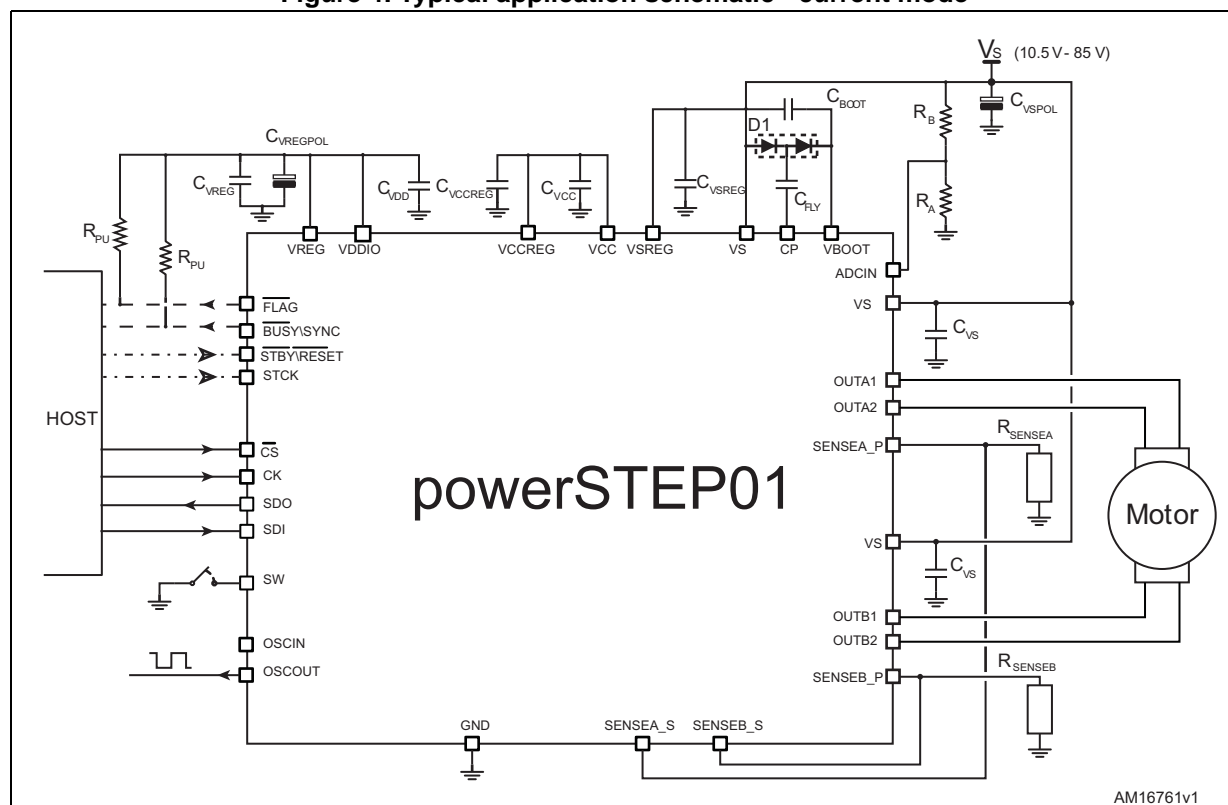 Figure 4. Typical application schematic - current mode
VS (10.5 V - 85 V)
CBOOT
RB
CVSPOL
D1
CVREGPOL
CVREG
CVDD
CVCCREG
CVCC
CVSREG
CFLY
RA
RPU
RPU
VREG
VDDIO
VCCREG
VCC
VSREG
VS
CP
VBOOT
ADCIN
FLAG
VS
BUSY\SYNC
CVS
STBY\RESET
STCK
OUTA1
HOST
OUTA2
RSENSEA
CS
SENSEA_P
CK
powerSTEP01
SDO
Motor
SDI
VS
SW
CVS
OUTB1
OSCIN
OUTB2
OSCOUT
SENSEB_P
RSENSEB
GND
SENSEA_S
SENSEB_S
AM16761v1